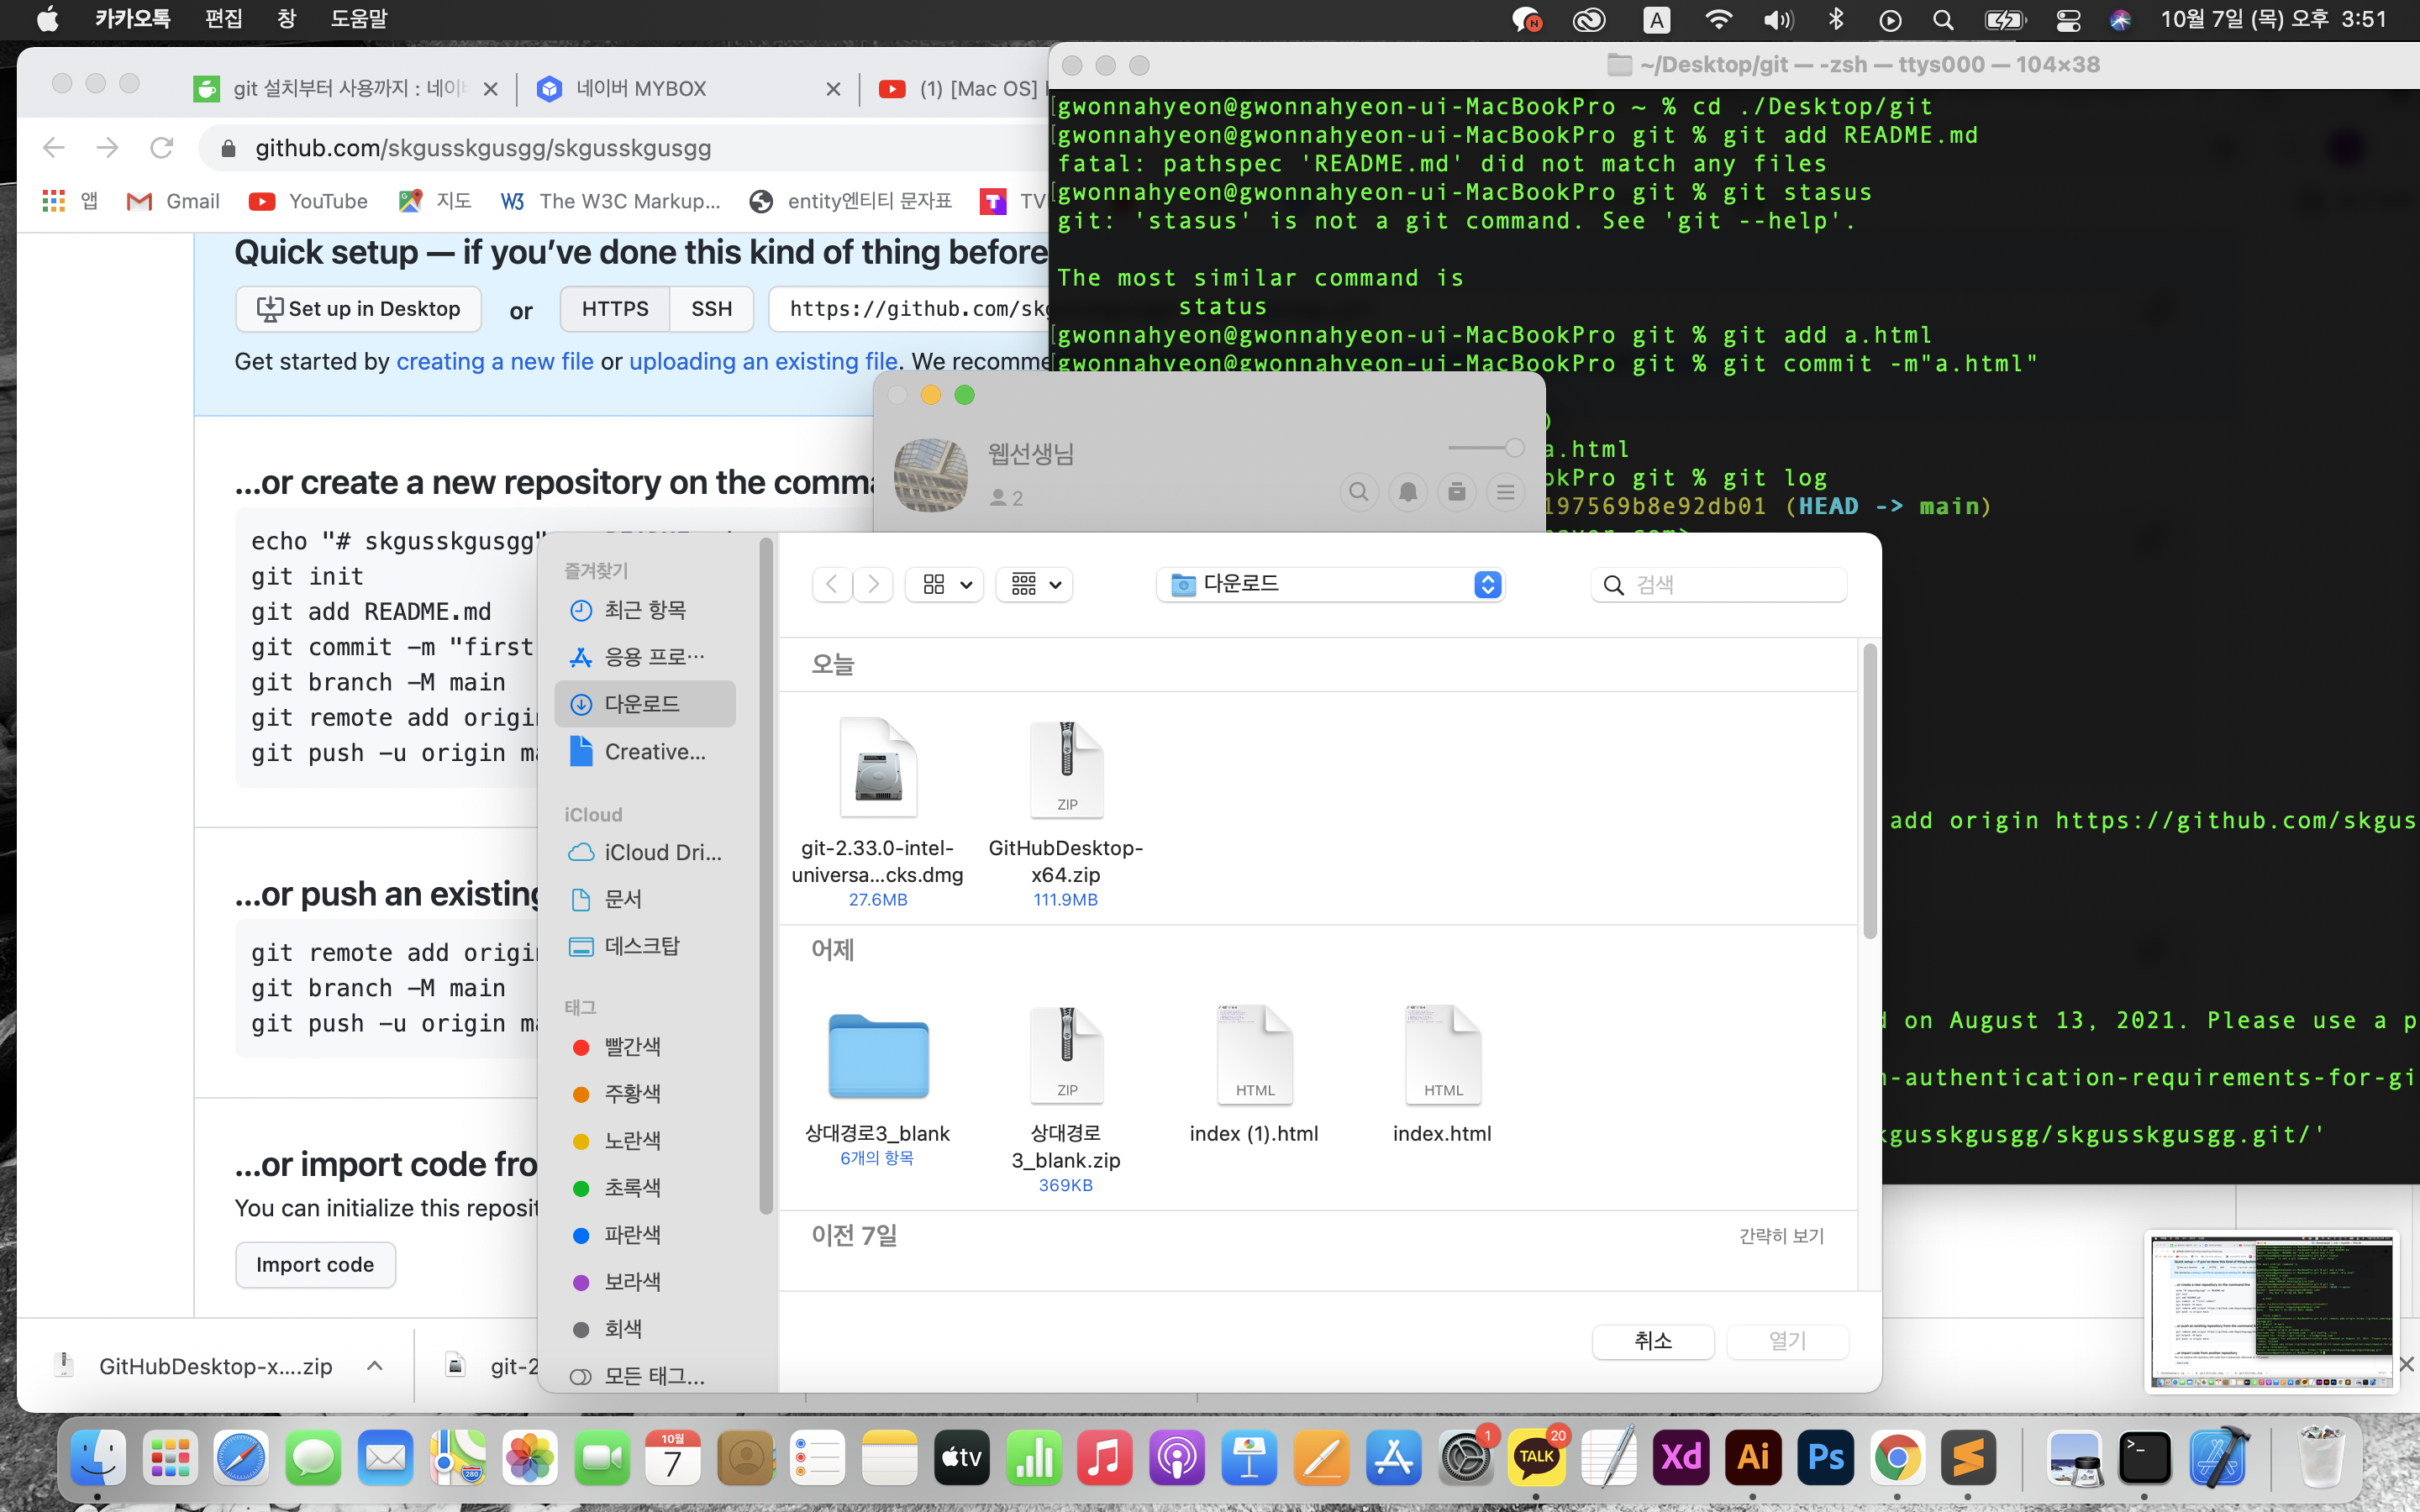 카카오톡 편집 창 도움말
10월 7일 (목) 오후 3:51
git 설치부터 사용까지 : 네이
네이버 MYBOX
(1) [Mac OS]
github.com/skgusskgusgg/skgusskgusgg
앱 Gmail YouTube 지도 The W3C Markup... entity엔티티 문자표 TV
Quick setup — if you've done this kind of thing before
Set up in Desktop or HTTPS SSH https://github.com/skg
Get started by creating a new file or uploading an existing file. We recomme
...or create a new repository on the comma
echo "# skgusskgusgg"
git init
git add README.md
git commit -m "first
git branch -M main
git remote add origin
git push -u origin ma
...or push an existing
git remote add origin
git branch -M main
git push -u origin ma
...or import code fro
You can initialize this reposit
Import code
GitHubDesktop-x....zip
git-2
~/Desktop/git — -zsh — ttys000 — 104×38
gwonnahyeon@gwonnahyeon-ui-MacBookPro ~ % cd ./Desktop/git
gwonnahyeon@gwonnahyeon-ui-MacBookPro git % git add README.md
fatal: pathspec 'README.md' did not match any files
gwonnahyeon@gwonnahyeon-ui-MacBookPro git % git stasus
git: 'stasus' is not a git command. See 'git --help'.
The most similar command is
status
gwonnahyeon@gwonnahyeon-ui-MacBookPro git % git add a.html
gwonnahyeon@gwonnahyeon-ui-MacBookPro git % git commit -m"a.html"
a.html
okPro git % git log
197569b8e92db01 (HEAD -> main)
naver.com>
add origin https://github.com/skgus
on August 13, 2021. Please use a p
-authentication-requirements-for-gi
kgusskgusgg/skgusskgusgg.git/'
웹선생님
2
즐겨찾기
최근 항목
응용 프로…
다운로드
Creative...
iCloud
iCloud Dri...
문서
데스크탑
태그
빨간색
주황색
노란색
초록색
파란색
보라색
회색
모든 태그...
다운로드
검색
오늘
git-2.33.0-intel-
universa...cks.dmg
27.6MB
ZIP
GitHubDesktop-
x64.zip
111.9MB
어제
상대경로3_blank
6개의 항목
ZIP
상대경로
3_blank.zip
369KB
HTML
index (1).html
HTML
index.html
이전 7일 간략히 보기
취소 열기
10월
7
280
tv
1
TALK
20
Xd
Ai
Ps